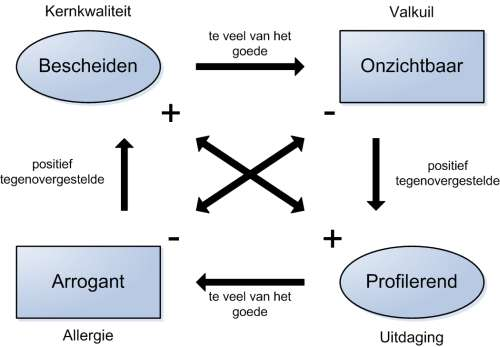 Kernkwaliteit
Valkuil
Bescheiden
te veel van het
goede
Onzichtbaar
+
-
positief
tegenovergestelde
positief
tegenovergestelde
-
+
Arrogant
te veel van het
goede
Profilerend
Allergie
Uitdaging